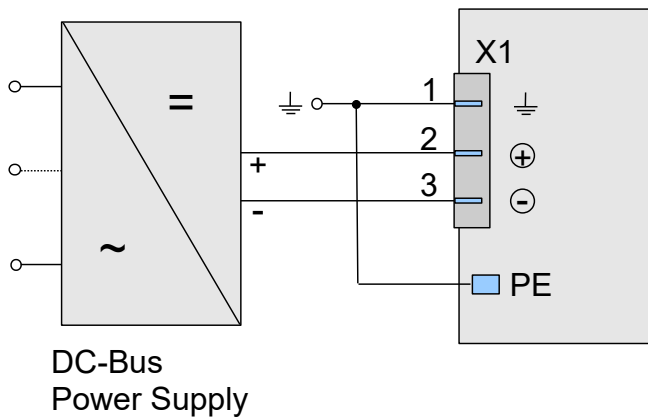 X1
=
1
2
+
+
3
-
-
~
PE
DC-Bus
Power Supply